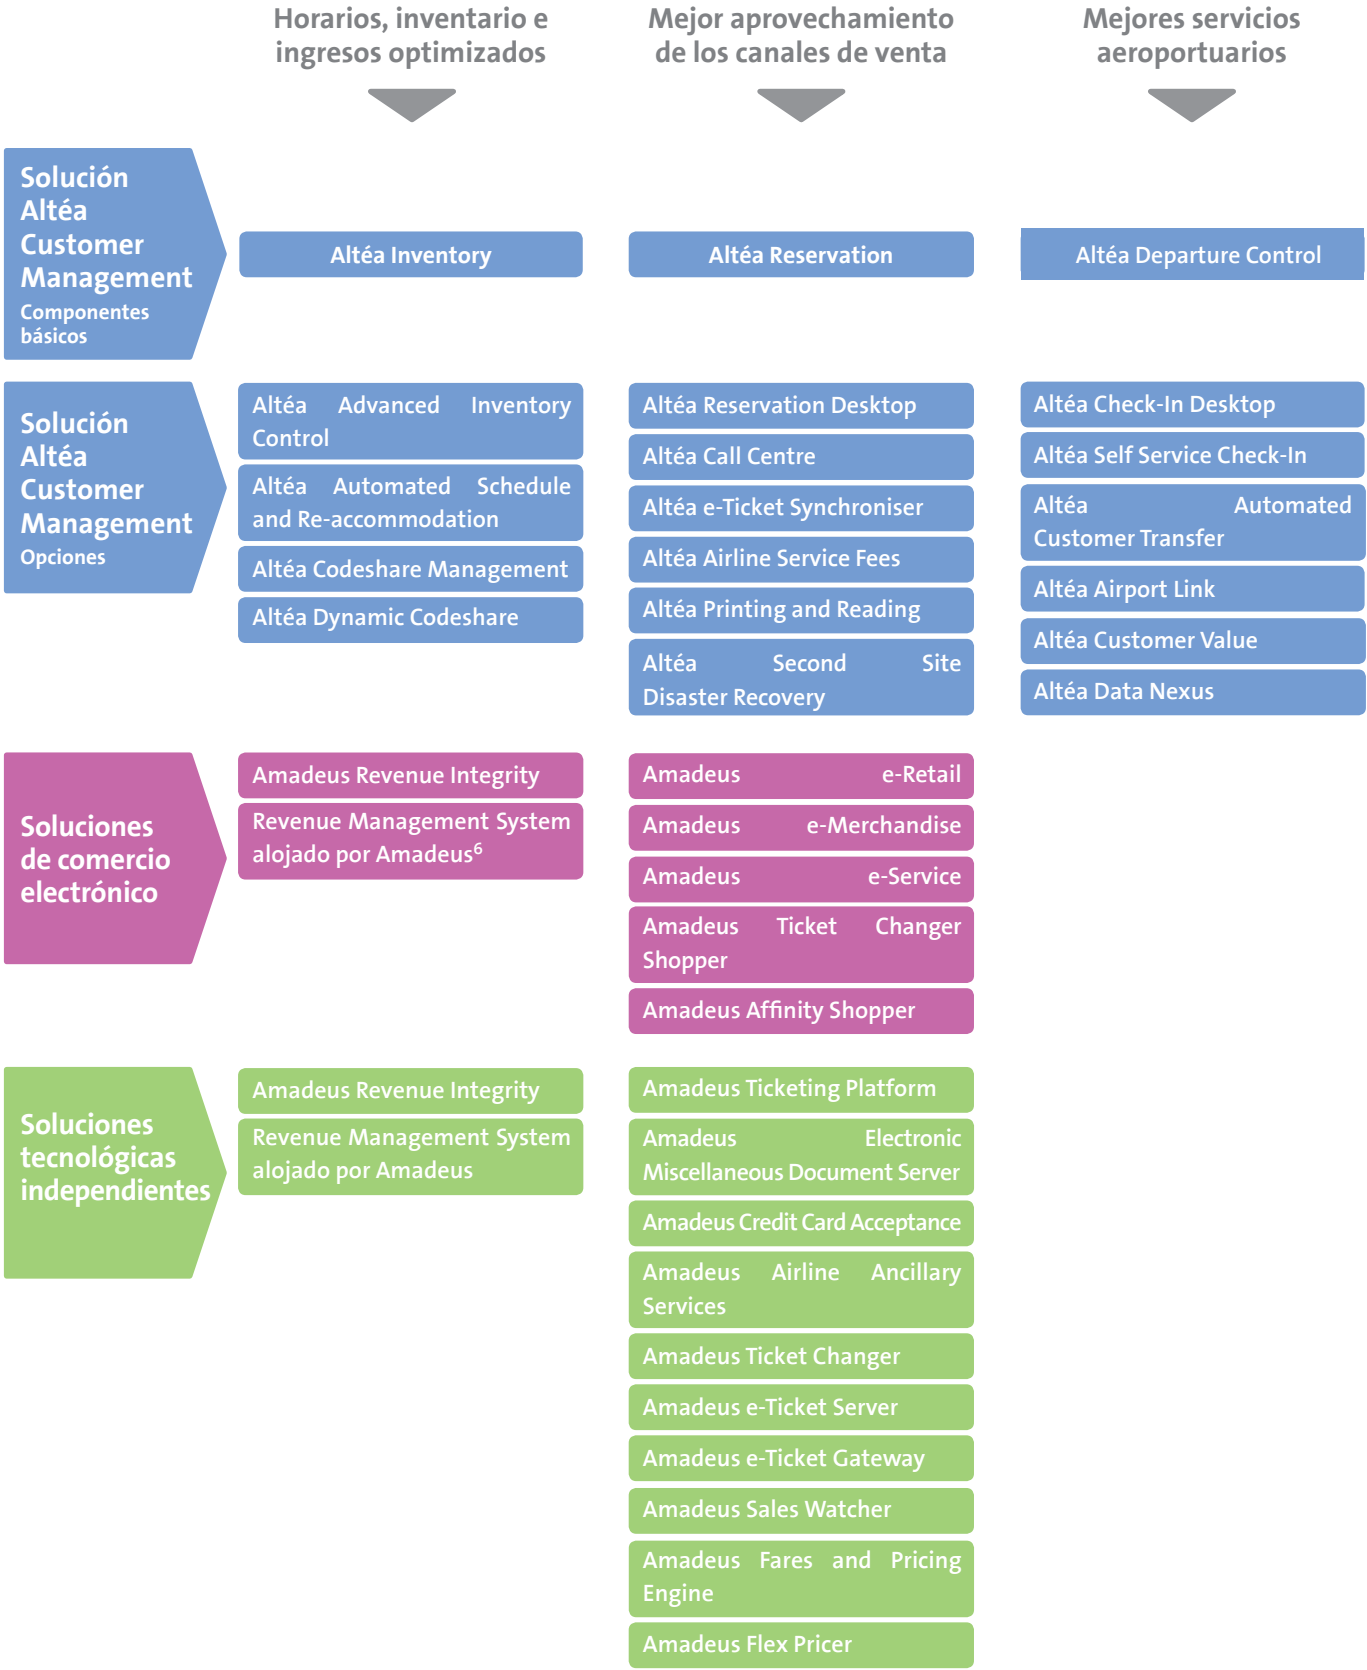 Horarios, inventario e
ingresos optimizados
Mejor aprovechamiento
de los canales de venta
Mejores servicios
aeroportuarios
Solución
Altéa
Customer
Management
Componentes
básicos
Altéa Inventory
Altéa Reservation
Altéa Departure Control
Solución
Altéa
Customer
Management
Opciones
Altéa Advanced Inventory
Control
Altéa Automated Schedule
and Re-accommodation
Altéa Codeshare Management
Altéa Dynamic Codeshare
Altéa Reservation Desktop
Altéa Call Centre
Altéa e-Ticket Synchroniser
Altéa Airline Service Fees
Altéa Printing and Reading
Altéa Second Site
Disaster Recovery
Altéa Check-In Desktop
Altéa Self Service Check-In
Altéa Automated
Customer Transfer
Altéa Airport Link
Altéa Customer Value
Altéa Data Nexus
Soluciones
de comercio
electrónico
Amadeus Revenue Integrity
Revenue Management System
alojado por Amadeus⁶
Amadeus e-Retail
Amadeus e-Merchandise
Amadeus e-Service
Amadeus Ticket Changer
Shopper
Amadeus Affinity Shopper
Soluciones
tecnológicas
independientes
Amadeus Revenue Integrity
Revenue Management System
alojado por Amadeus
Amadeus Ticketing Platform
Amadeus Electronic
Miscellaneous Document Server
Amadeus Credit Card Acceptance
Amadeus Airline Ancillary
Services
Amadeus Ticket Changer
Amadeus e-Ticket Server
Amadeus e-Ticket Gateway
Amadeus Sales Watcher
Amadeus Fares and Pricing
Engine
Amadeus Flex Pricer